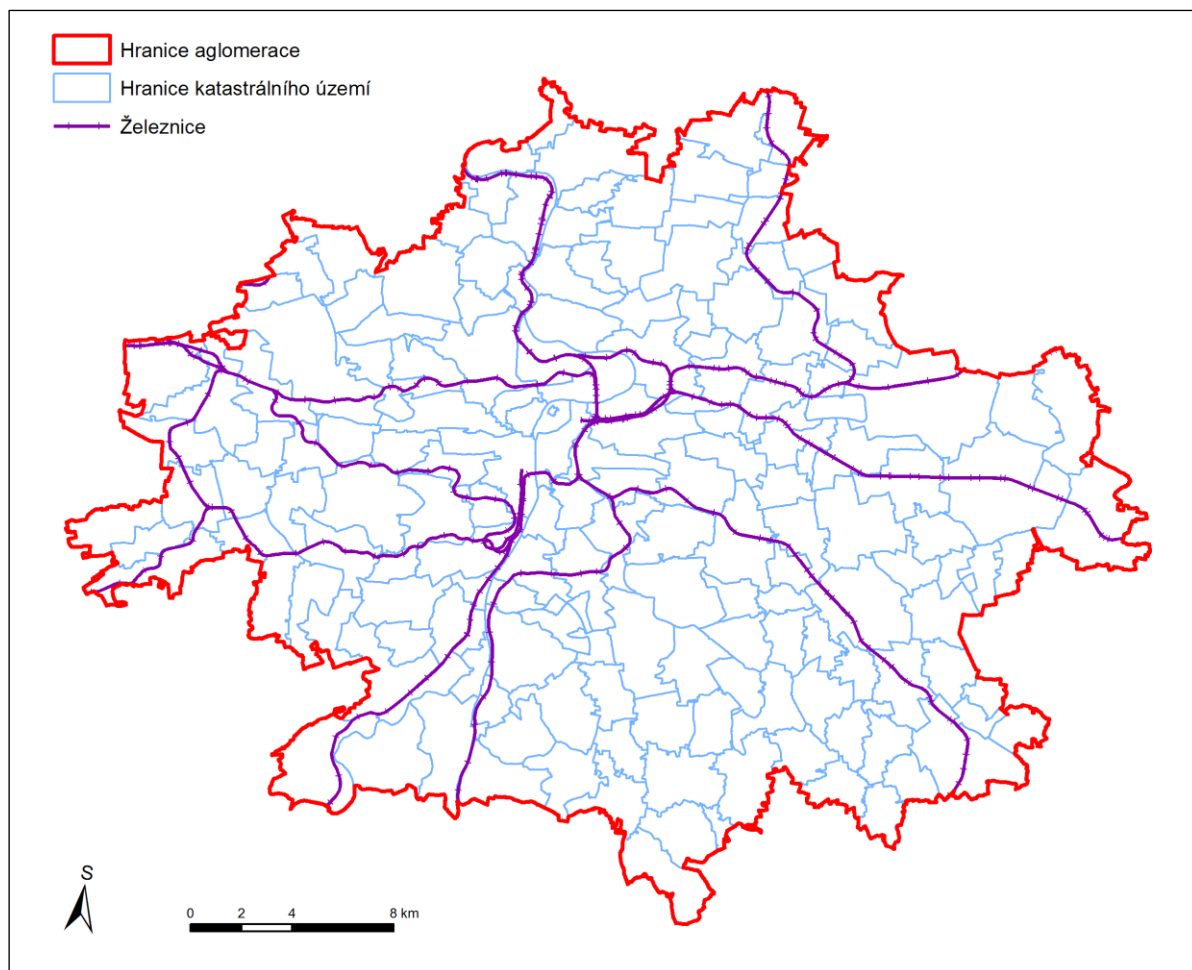 Hranice aglomerace
Hranice katastrálního území
Železnice
S
0 2 4 8 km